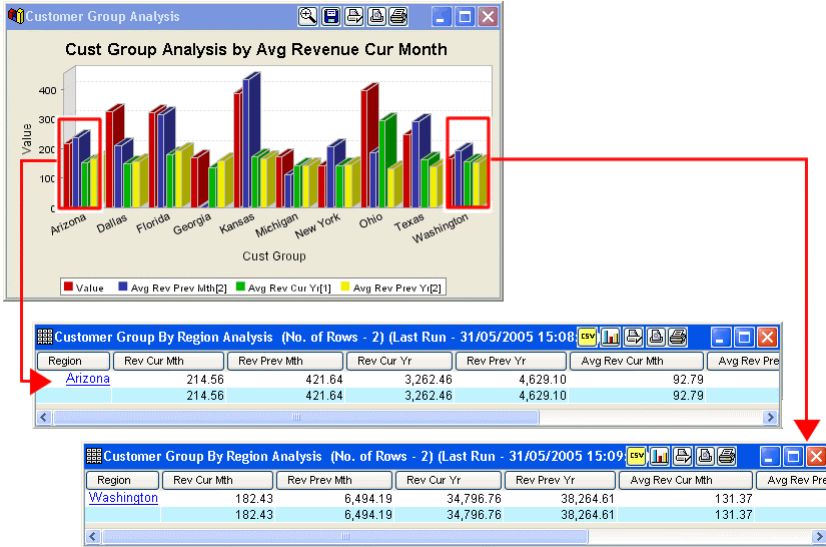 Customer Group Analysis
Cust Group Analysis by Avg Revenue Cur Month
Value
400
300
200
100
0
Arizona Dallas Florida Georgia Kansas Michigan New York Ohio Texas Washington
Cust Group
Value Avg Rev Prev Mth[2] Avg Rev Cur Yr[1] Avg Rev Prev Yr[2]
Customer Group By Region Analysis (No. of Rows - 2) (Last Run - 31/05/2005 15:08: CSV
Region Rev Cur Mth Rev Prev Mth Rev Cur Yr Rev Prev Yr Avg Rev Cur Mth Avg Rev Pre
Arizona 214.56 421.64 3,262.46 4,629.10 92.79
214.56 421.64 3,262.46 4,629.10 92.79
Customer Group By Region Analysis (No. of Rows - 2) (Last Run - 31/05/2005 15:09: CSV
Region Rev Cur Mth Rev Prev Mth Rev Cur Yr Rev Prev Yr Avg Rev Cur Mth Avg Rev Pre
Washington 182.43 6,494.19 34,796.76 38,264.61 131.37
182.43 6,494.19 34,796.76 38,264.61 131.37